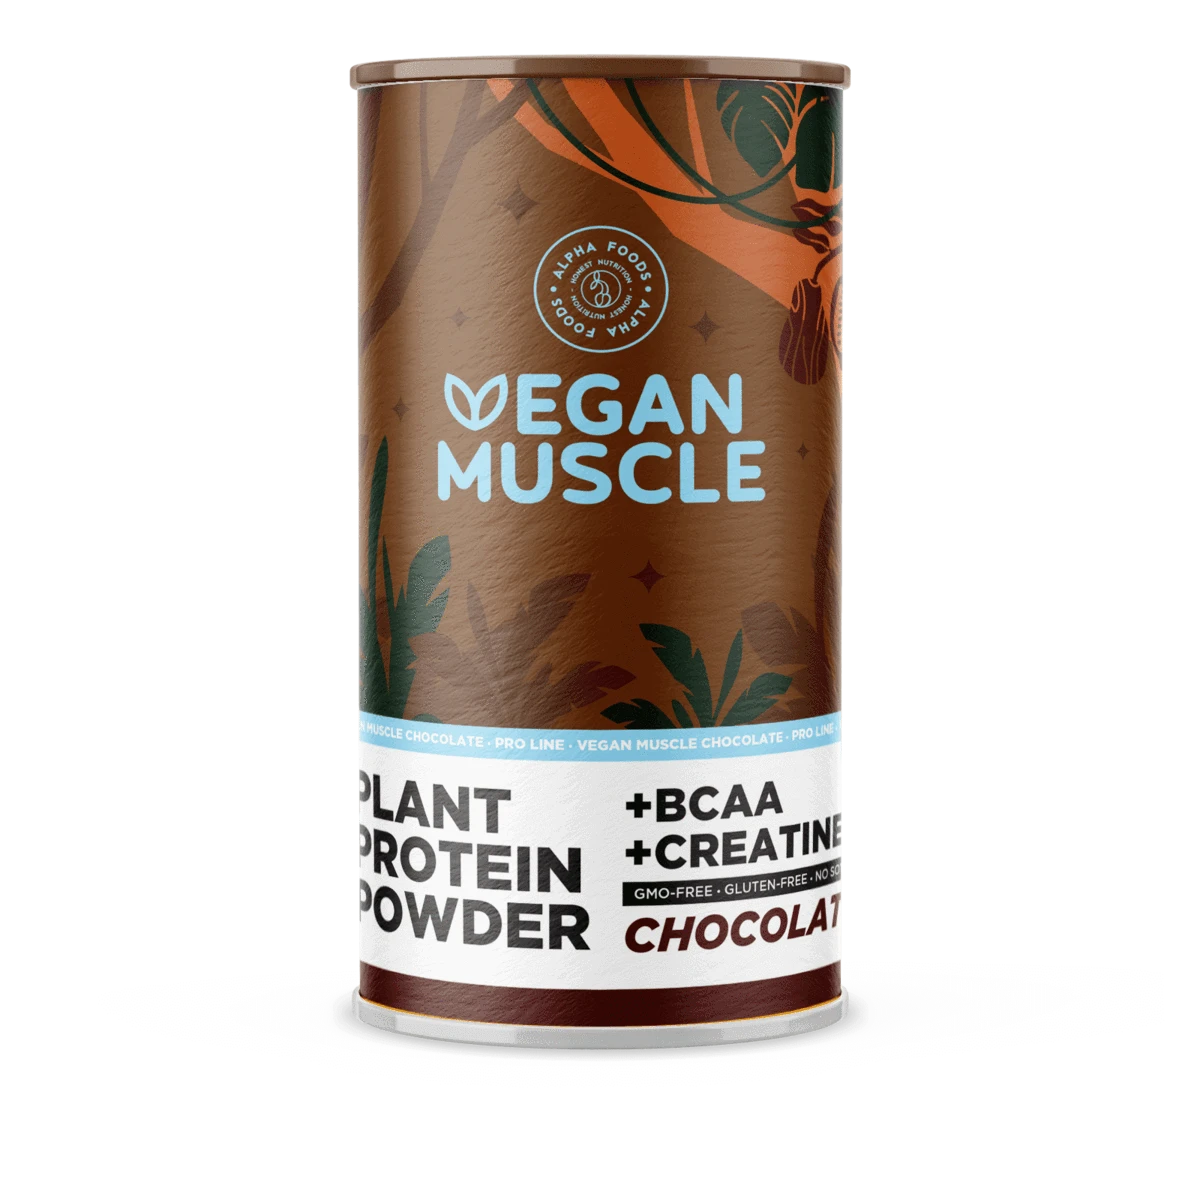 ALPHA FOODS • ALPHA FOODS •
HONEST NUTRITION • HONEST NUTRITION •
VEGAN
MUSCLE
MUSCLE CHOCOLATE · PRO LINE · VEGAN MUSCLE CHOCOLATE · PRO LINE ·
PLANT
PROTEIN
POWDER
+BCAA
+CREATINE
GMO-FREE · GLUTEN-FREE · NO SO
CHOCOLAT